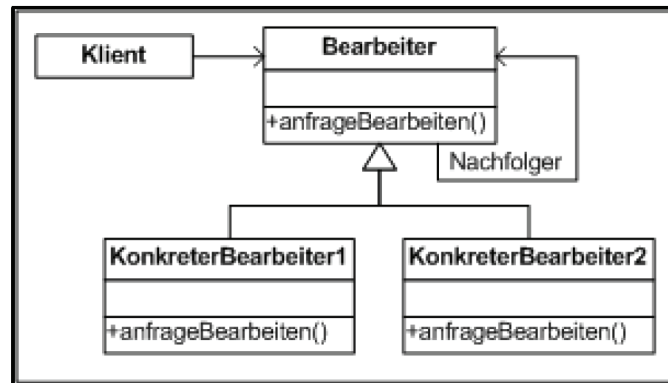 Klient
Bearbeiter
+anfrageBearbeiten()
Nachfolger
KonkreterBearbeiter1
+anfrageBearbeiten()
KonkreterBearbeiter2
+anfrageBearbeiten()